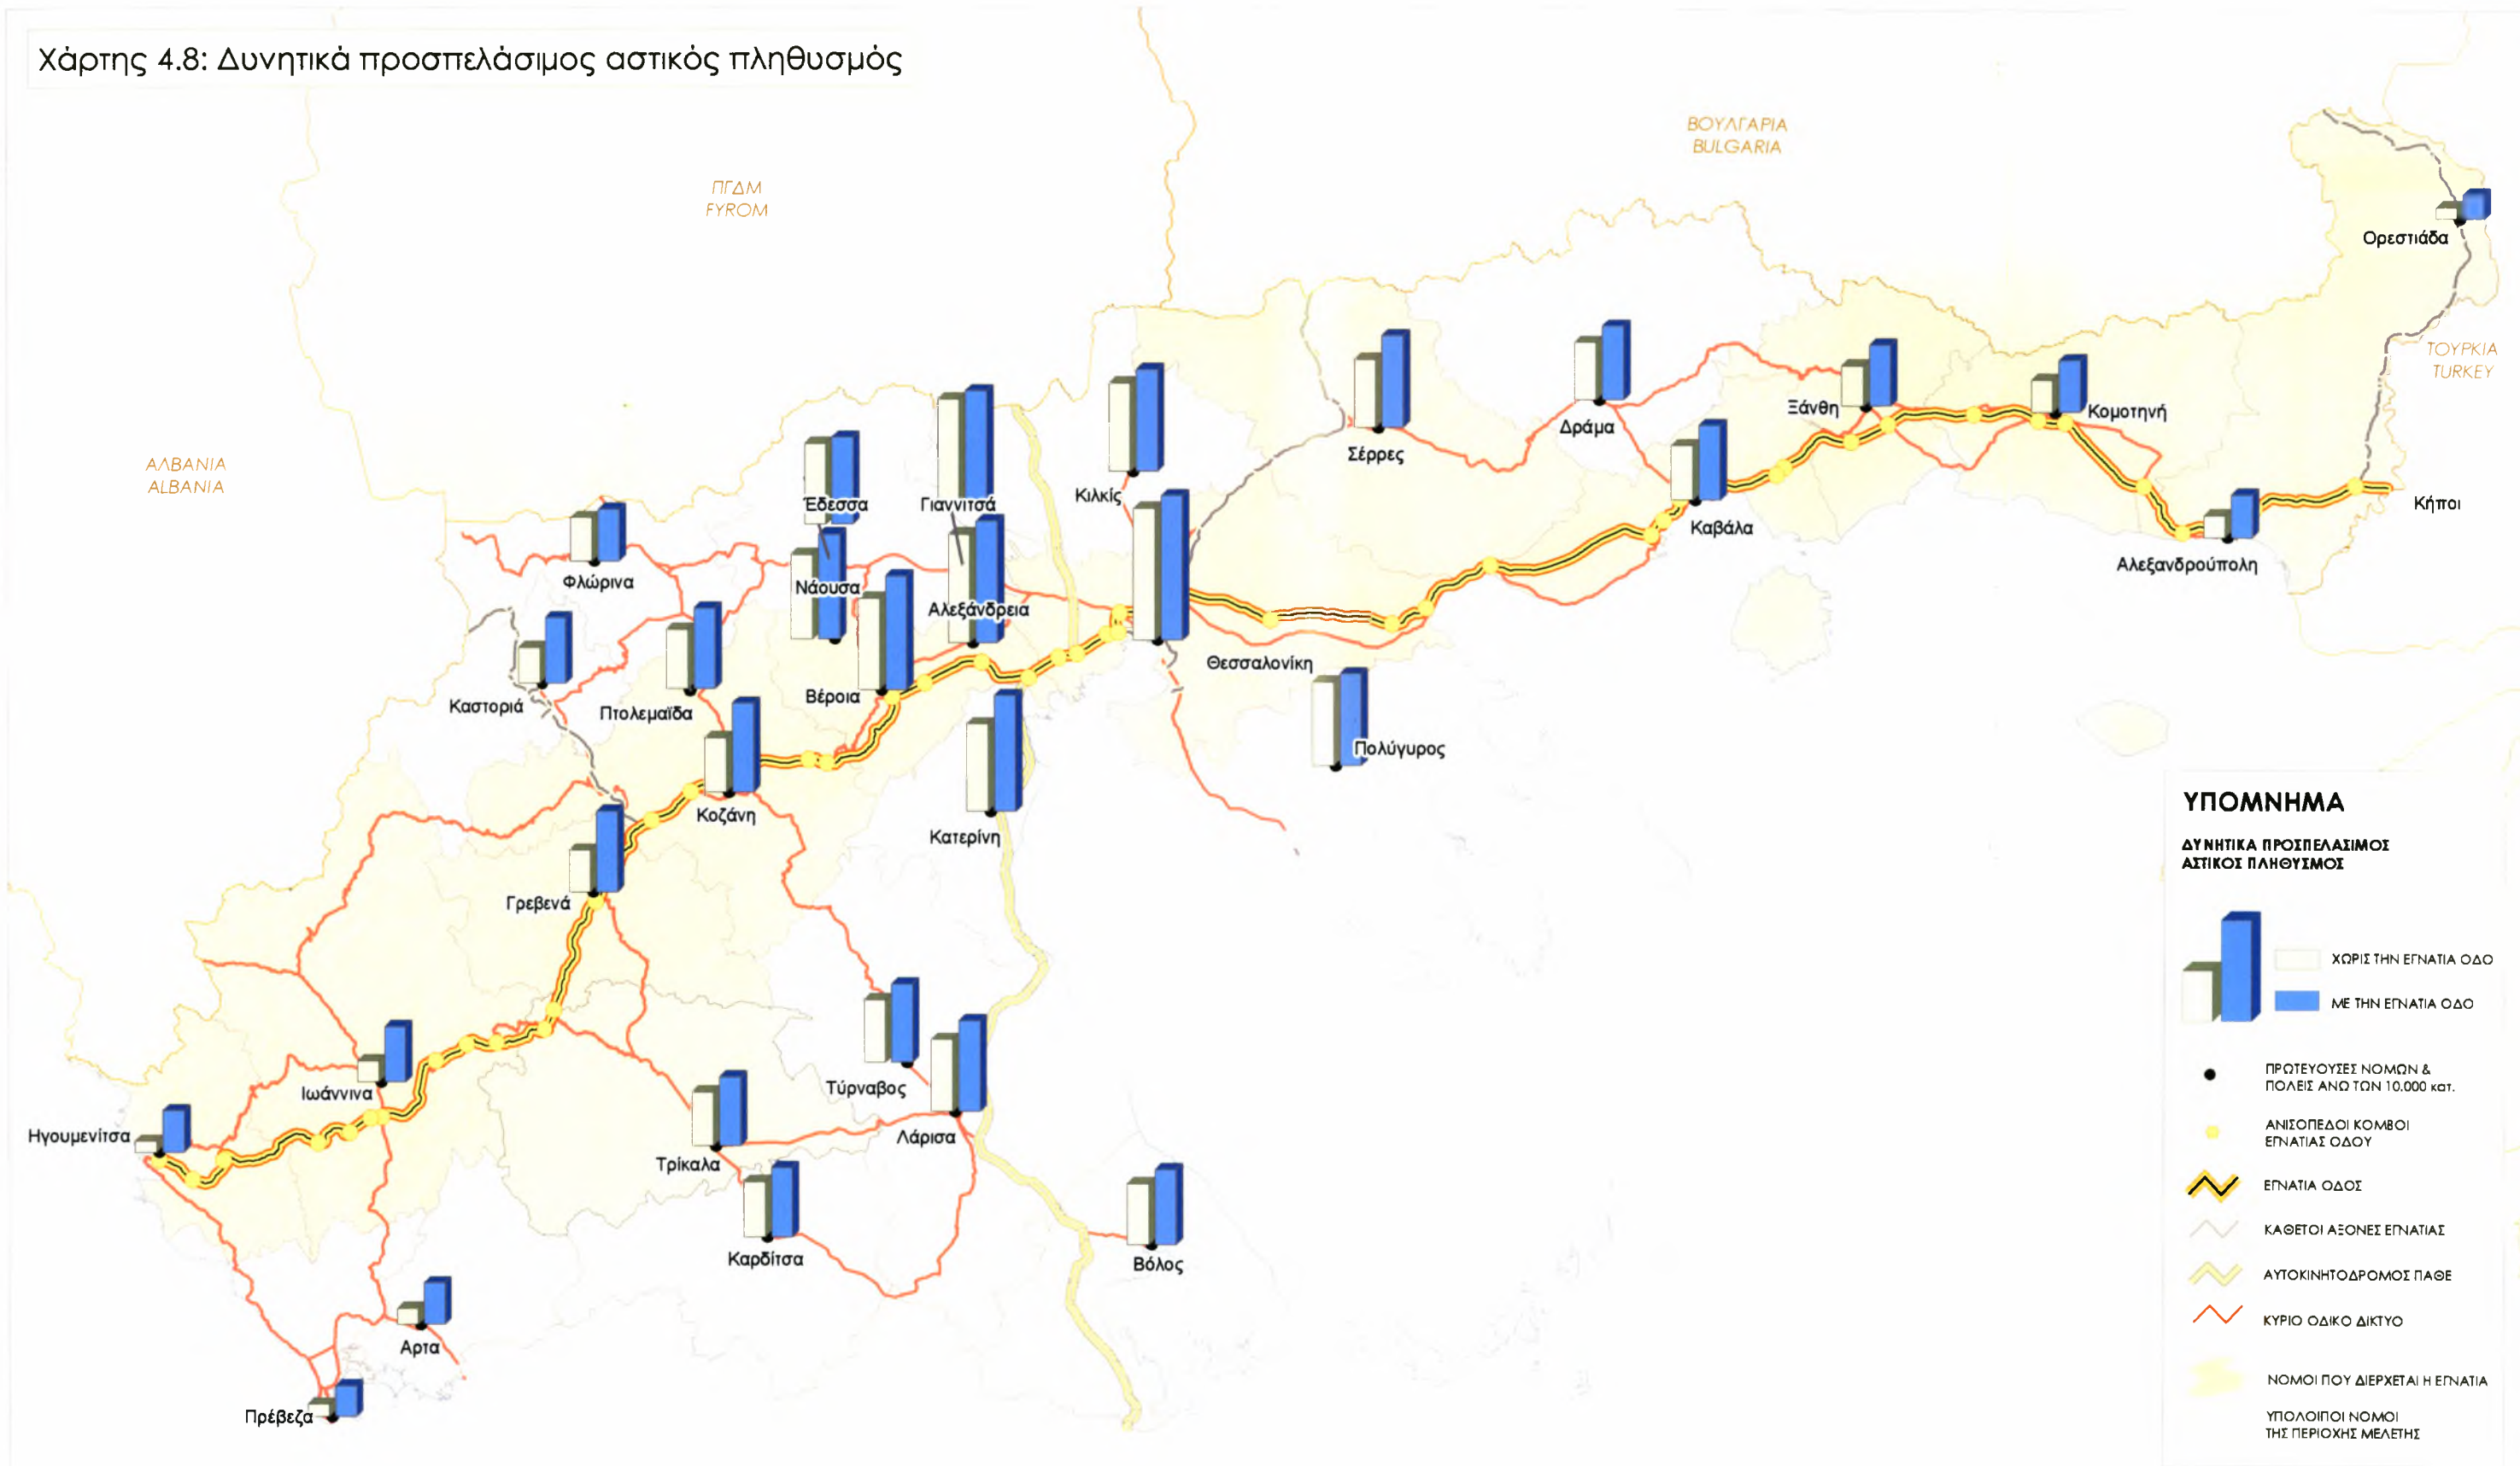 Χάρτης 4.8: Δυνητικά προσπελάσιμος αστικός πληθυσμός
ΒΟΥΛΓΑΡΙΑ
BULGARIA
ΠΓΔΜ
FYROM
Ορεστιάδα
ΤΟΥΡΚΙΑ
TURKEY
ΑΛΒΑΝΙΑ
ALBANIA
Ξάνθη
Κομοτηνή
Δράμα
Σέρρες
Κιλκίς
Έδεσσα
Γιαννιτσά
Κήποι
Καβάλα
Αλεξανδρούπολη
Φλώρινα
Νάουσα
Αλεξάνδρεια
Θεσσαλονίκη
Καστοριά
Πτολεμαϊδα
Βέροια
Πολύγυρος
Κοζάνη
Κατερίνη
Γρεβενά
Ιωάννινα
Τύρναβος
Ηγουμενίτσα
Λάρισα
Τρίκαλα
Καρδίτσα
Βόλος
Αρτα
Πρέβεζα
ΥΠΟΜΝΗΜΑ
ΔΥΝΗΤΙΚΑ ΠΡΟΣΠΕΛΑΣΙΜΟΣ
ΑΣΤΙΚΟΣ ΠΛΗΘΥΣΜΟΣ
ΧΩΡΙΣ ΤΗΝ ΕΓΝΑΤΙΑ ΟΔΟ
ΜΕ ΤΗΝ ΕΓΝΑΤΙΑ ΟΔΟ
ΠΡΩΤΕΥΟΥΣΕΣ ΝΟΜΩΝ &
ΠΟΛΕΙΣ ΑΝΩ ΤΩΝ 10.000 κατ.
ΑΝΙΣΟΠΕΔΟΙ ΚΟΜΒΟΙ
ΕΓΝΑΤΙΑΣ ΟΔΟΥ
ΕΓΝΑΤΙΑ ΟΔΟΣ
ΚΑΘΕΤΟΙ ΑΞΟΝΕΣ ΕΓΝΑΤΙΑΣ
ΑΥΤΟΚΙΝΗΤΟΔΡΟΜΟΣ ΠΑΘΕ
ΚΥΡΙΟ ΟΔΙΚΟ ΔΙΚΤΥΟ
ΝΟΜΟΙ ΠΟΥ ΔΙΕΡΧΕΤΑΙ Η ΕΓΝΑΤΙΑ
ΥΠΟΛΟΙΠΟΙ ΝΟΜΟΙ
ΤΗΣ ΠΕΡΙΟΧΗΣ ΜΕΛΕΤΗΣ